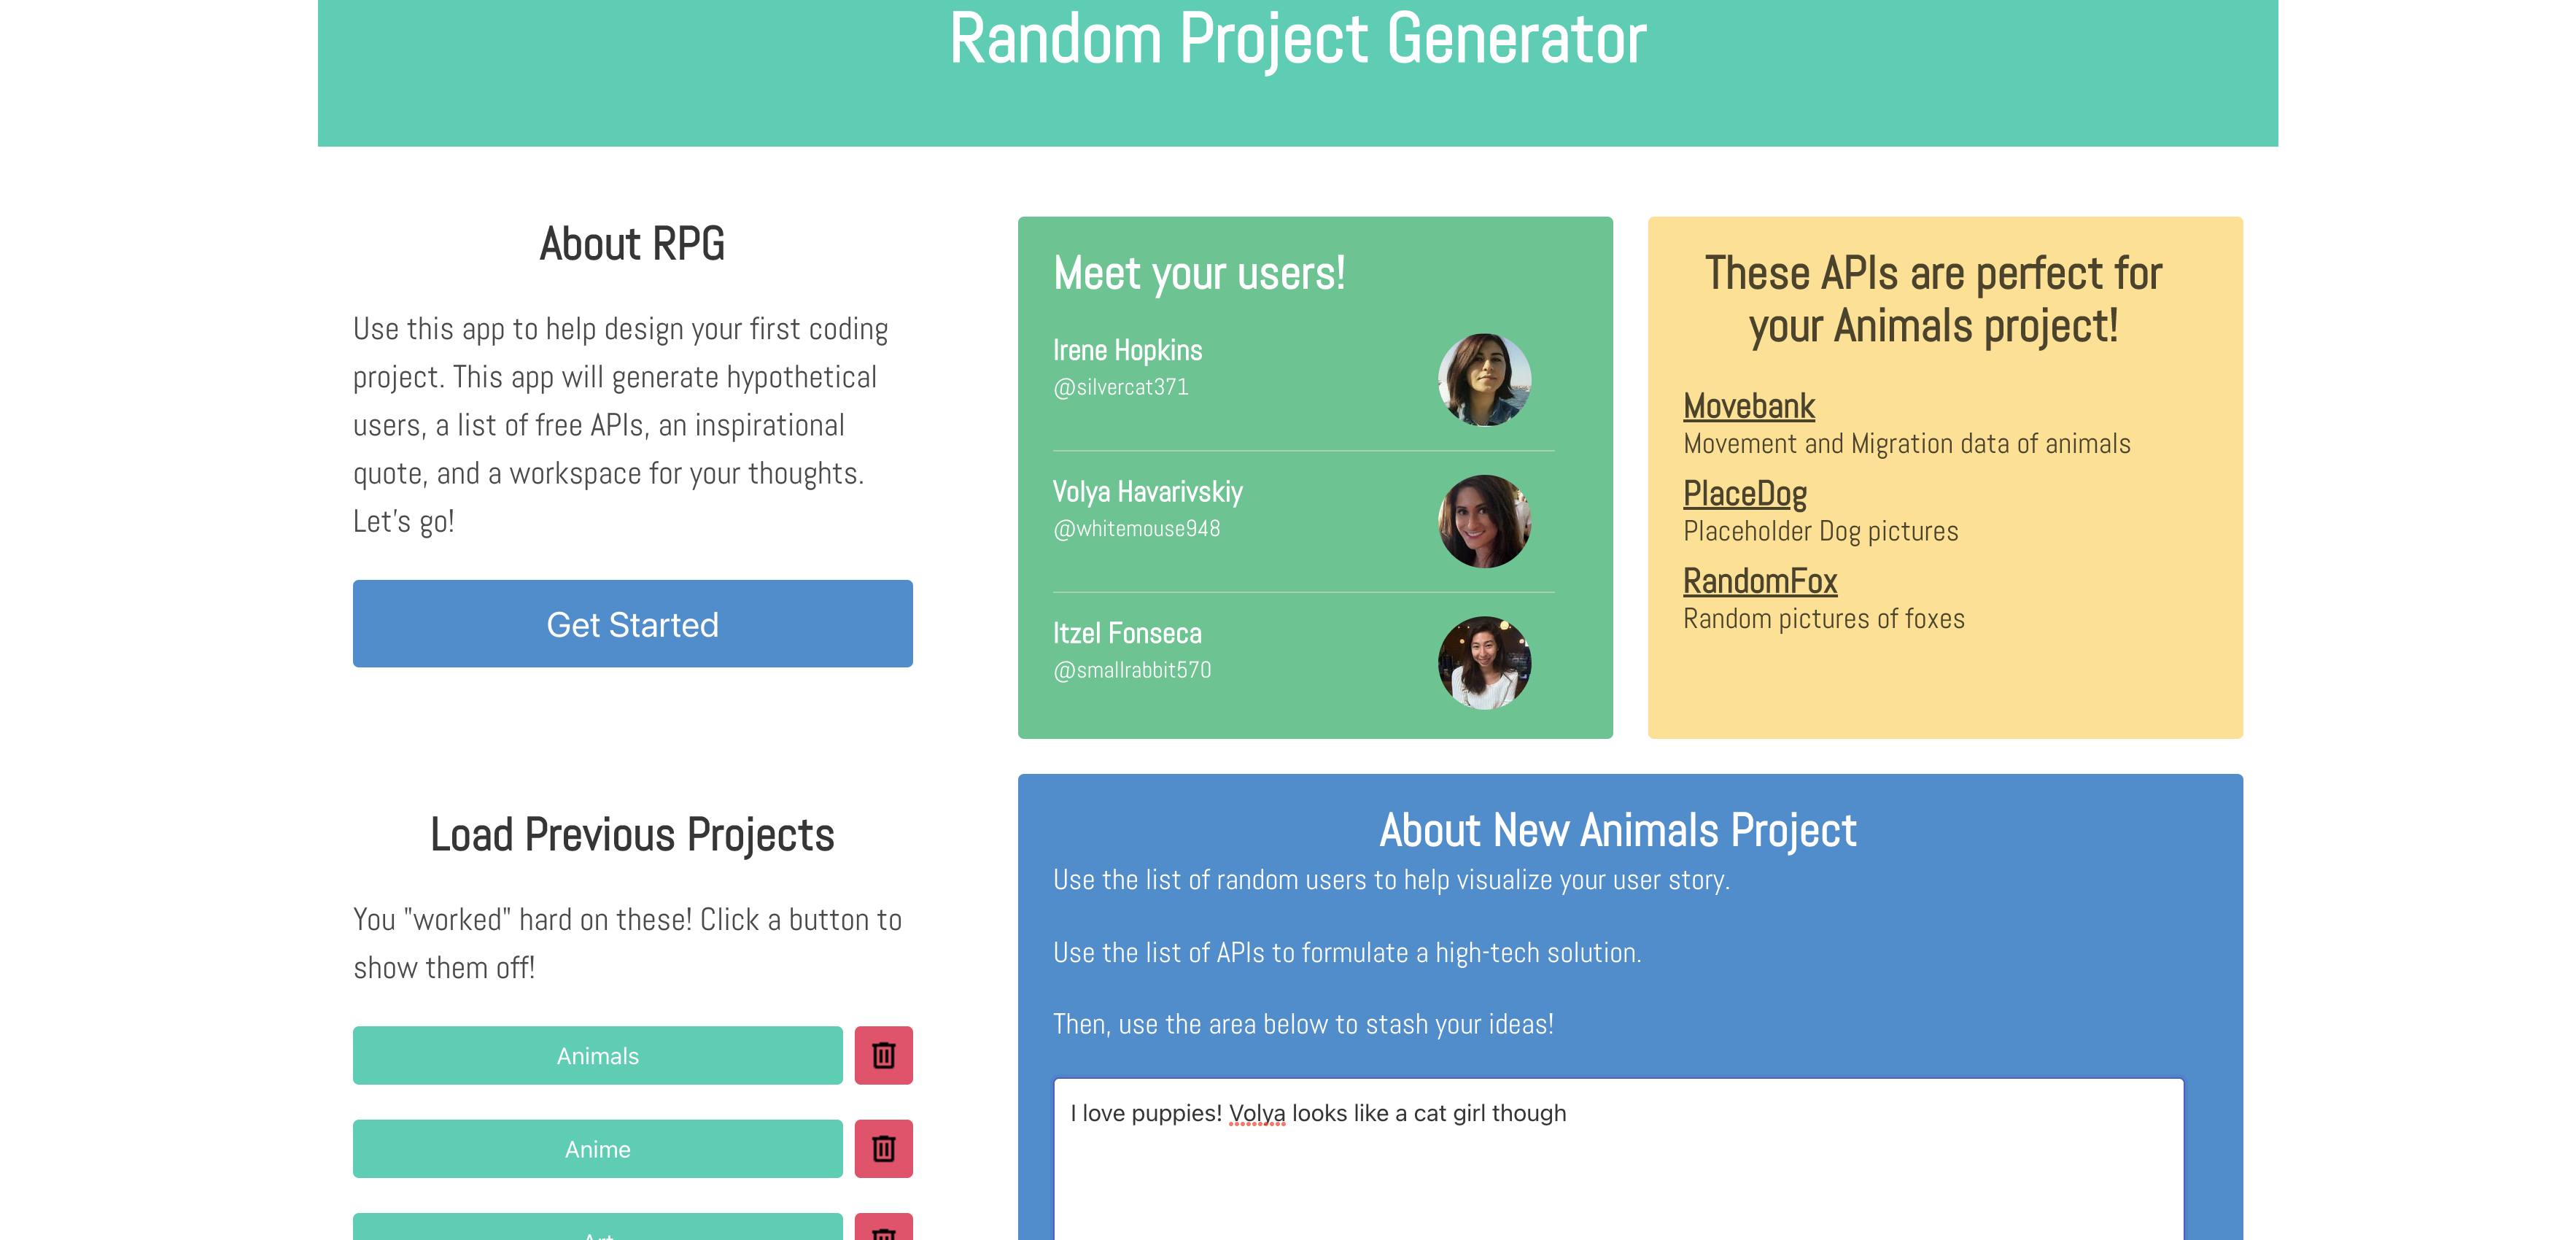 Random Project Generator
About RPG
Use this app to help design your first coding
project. This app will generate hypothetical
users, a list of free APIs, an inspirational
quote, and a workspace for your thoughts.
Let's go!
Get Started
Load Previous Projects
You "worked" hard on these! Click a button to
show them off!
Animals
Anime
Art
Meet your users!
Irene Hopkins
@silvercat371
Volya Havarivskiy
@whitemouse948
Itzel Fonseca
@smallrabbit570
These APIs are perfect for
your Animals project!
Movebank
Movement and Migration data of animals
PlaceDog
Placeholder Dog pictures
RandomFox
Random pictures of foxes
About New Animals Project
Use the list of random users to help visualize your user story.
Use the list of APIs to formulate a high-tech solution.
Then, use the area below to stash your ideas!
I love puppies! Volya looks like a cat girl though